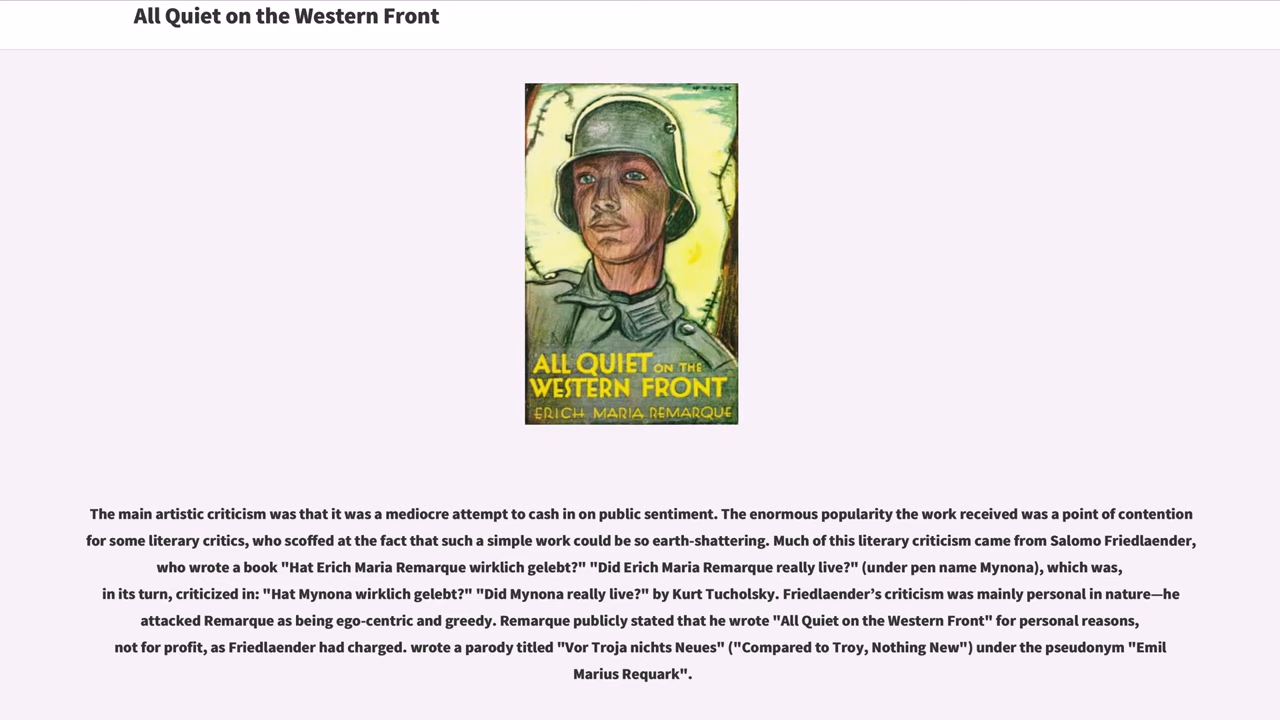 All Quiet on the Western Front
ALL QUIET ON THE
WESTERN FRONT
ERICH MARIA REMARQUE
The main artistic criticism was that it was a mediocre attempt to cash in on public sentiment. The enormous popularity the work received was a point of contention
for some literary critics, who scoffed at the fact that such a simple work could be so earth-shattering. Much of this literary criticism came from Salomo Friedlaender,
who wrote a book "Hat Erich Maria Remarque wirklich gelebt?" "Did Erich Maria Remarque really live?" (under pen name Mynona), which was,
in its turn, criticized in: "Hat Mynona wirklich gelebt?" "Did Mynona really live?" by Kurt Tucholsky. Friedlaender’s criticism was mainly personal in nature—he
attacked Remarque as being ego-centric and greedy. Remarque publicly stated that he wrote "All Quiet on the Western Front" for personal reasons,
not for profit, as Friedlaender had charged. wrote a parody titled "Vor Troja nichts Neues" ("Compared to Troy, Nothing New") under the pseudonym "Emil
Marius Requark".